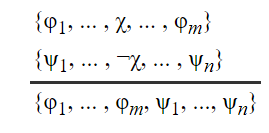 {φ₁, ... , χ, ... , φₘ}
{ψ₁, ... , ¬χ, ... , ψₙ}
{φ₁, ... , φₘ, ψ₁, ..., ψₙ}